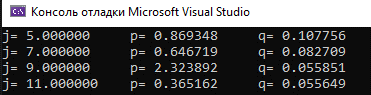 Консоль отладки Microsoft Visual Studio
j= 5.000000 p= 0.869348 q= 0.107756
j= 7.000000 p= 0.646719 q= 0.082709
j= 9.000000 p= 2.323892 q= 0.055851
j= 11.000000 p= 0.365162 q= 0.055649